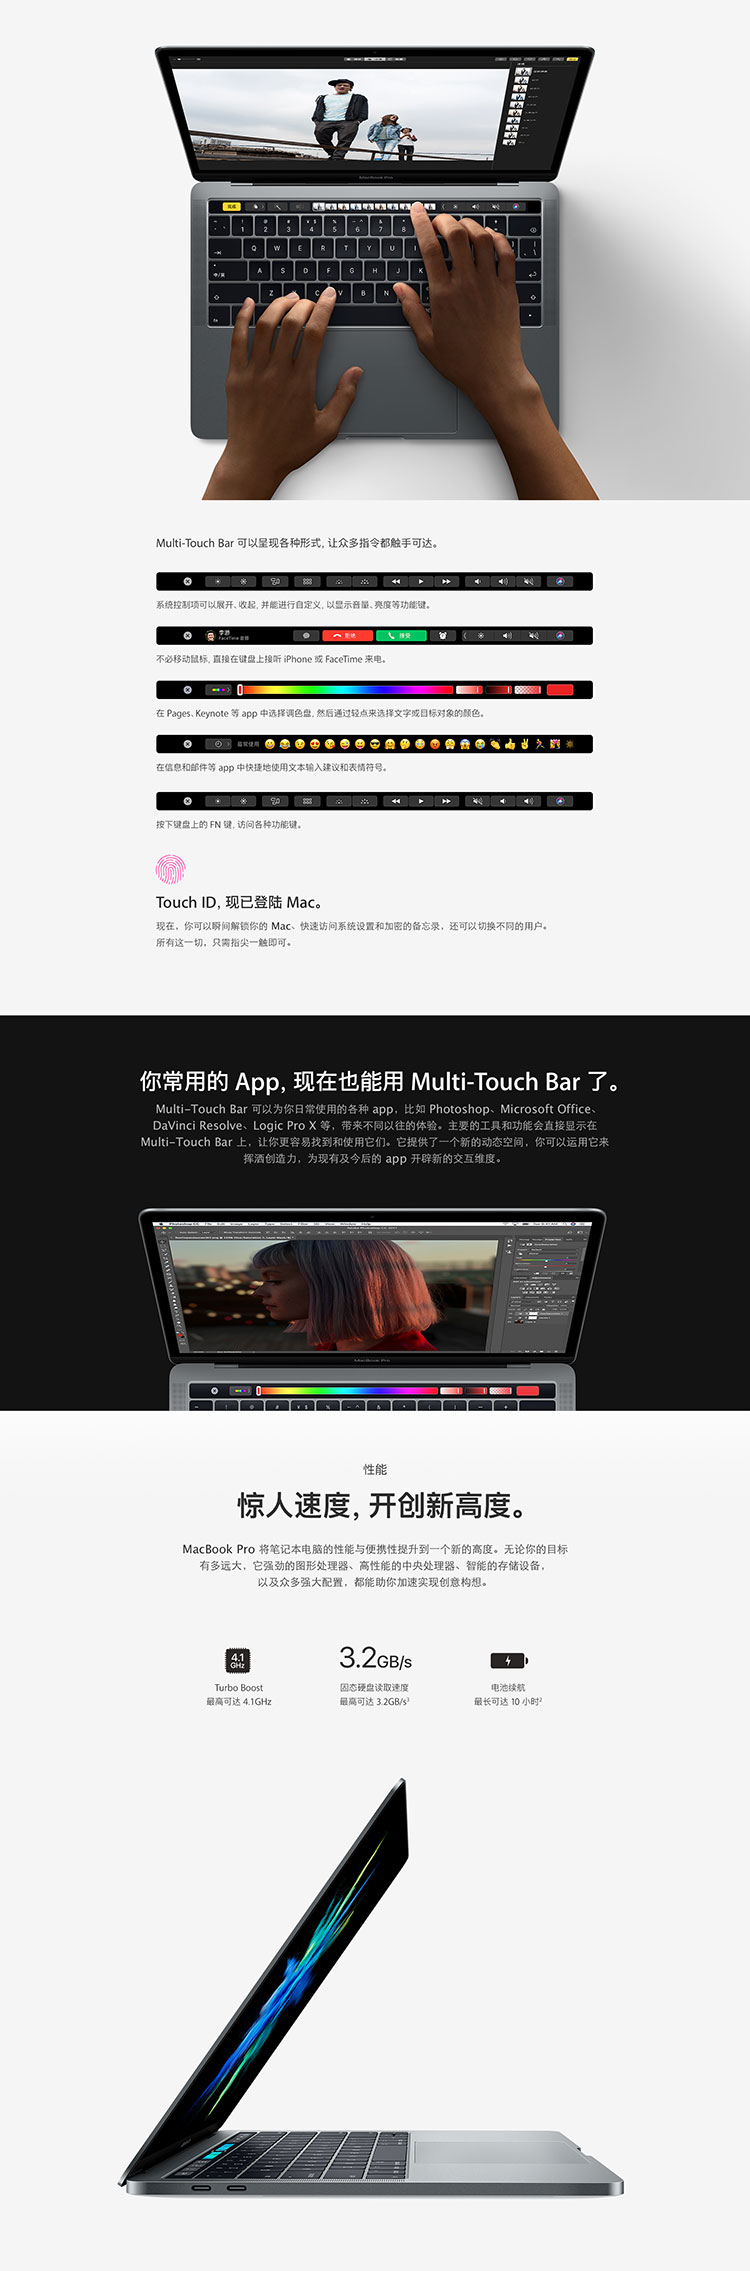 MacBook Pro
完成
Q W E R T Y U I
A S D F G H J
中/英
Z X C V B N
Multi-Touch Bar 可以呈现各种形式, 让众多指令都触手可达。
系统控制项可以展开、收起, 并能进行自定义, 以显示音量、亮度等功能键。
李游
FaceTime 音频
拒绝
接受
不必移动鼠标, 直接在键盘上接听 iPhone 或 FaceTime 来电。
在 Pages、Keynote 等 app 中选择调色盘, 然后通过轻点来选择文字或目标对象的颜色。
最常使用
在信息和邮件等 app 中快捷地使用文本输入建议和表情符号。
按下键盘上的 FN 键, 访问各种功能键。
Touch ID, 现已登陆 Mac。
现在，你可以瞬间解锁你的 Mac、快速访问系统设置和加密的备忘录，还可以切换不同的用户。
所有这一切，只需指尖一触即可。
你常用的 App, 现在也能用 Multi-Touch Bar 了。
Multi-Touch Bar 可以为你日常使用的各种 app，比如 Photoshop、Microsoft Office、
DaVinci Resolve、Logic Pro X 等，带来不同以往的体验。主要的工具和功能会直接显示在
Multi-Touch Bar 上，让你更容易找到和使用它们。它提供了一个新的动态空间，你可以运用它来
挥洒创造力，为现有及今后的 app 开辟新的交互维度。
Photoshop CC File Edit Image Layer Type Select Filter 3D View Window Help
MacBook Pro
性能
惊人速度, 开创新高度。
MacBook Pro 将笔记本电脑的性能与便携性提升到一个新的高度。无论你的目标
有多远大，它强劲的图形处理器、高性能的中央处理器、智能的存储设备，
以及众多强大配置，都能助你加速实现创意构想。
4.1
GHz
3.2GB/s
Turbo Boost
最高可达 4.1GHz
固态硬盘读取速度
最高可达 3.2GB/s³
电池续航
最长可达 10 小时²